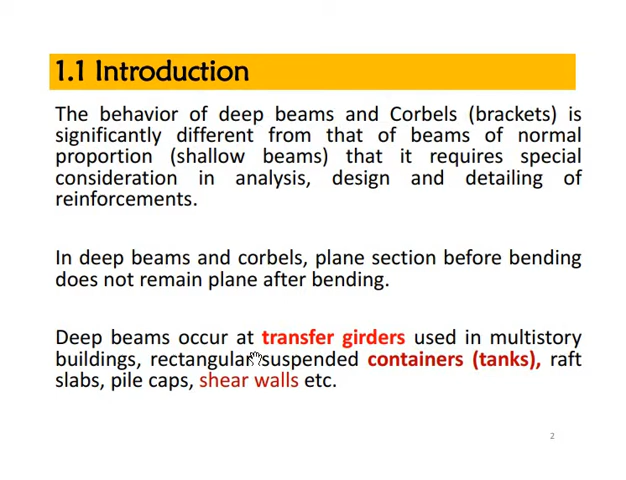 1.1 Introduction
The behavior of deep beams and Corbels (brackets) is
significantly different from that of beams of normal
proportion (shallow beams) that it requires special
consideration in analysis, design and detailing of
reinforcements.
In deep beams and corbels, plane section before bending
does not remain plane after bending.
Deep beams occur at transfer girders used in multistory
buildings, rectangular suspended containers (tanks), raft
slabs, pile caps, shear walls etc.
2